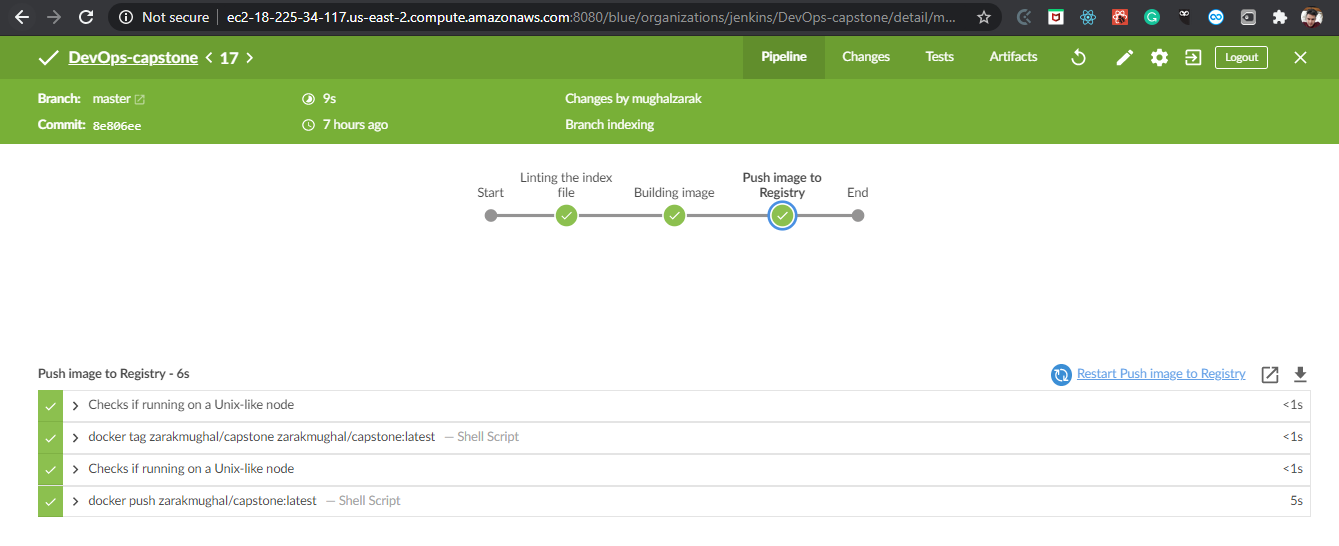 Not secure ec2-18-225-34-117.us-east-2.compute.amazonaws.com:8080/blue/organizations/jenkins/DevOps-capstone/detail/m...
DevOps-capstone < 17 > Pipeline Changes Tests Artifacts Logout
Branch: master 9s Changes by mughalzarak
Commit: 8e806ee 7 hours ago Branch indexing
Start
Linting the index
file
Building image
Push image to
Registry
End
Push image to Registry - 6s Restart Push image to Registry
Checks if running on a Unix-like node <1s
docker tag zarakmughal/capstone zarakmughal/capstone:latest — Shell Script <1s
Checks if running on a Unix-like node <1s
docker push zarakmughal/capstone:latest — Shell Script 5s